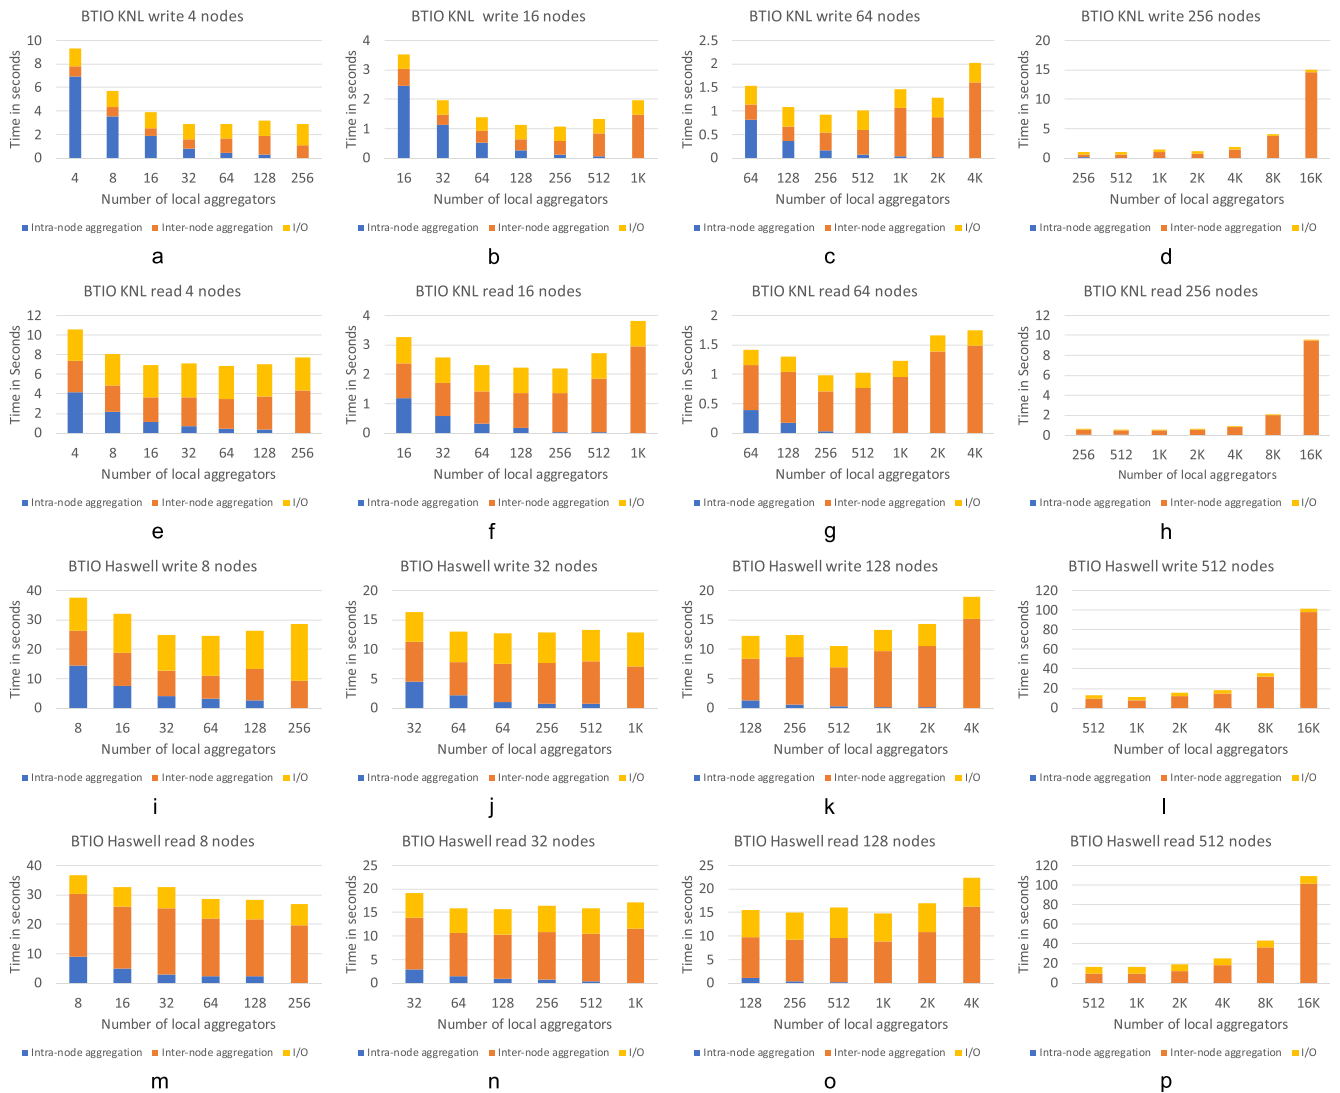 BTIO KNL write 4 nodes
Time in seconds
10
8
6
4
2
0
4 8 16 32 64 128 256
Number of local aggregators
Intra-node aggregation Inter-node aggregation I/O
a
BTIO KNL write 16 nodes
Time in seconds
4
3
2
1
0
16 32 64 128 256 512 1K
Number of local aggregators
Intra-node aggregation Inter-node aggregation I/O
b
BTIO KNL write 64 nodes
Time in seconds
2.5
2
1.5
1
0.5
0
64 128 256 512 1K 2K 4K
Number of local aggregators
Intra-node aggregation Inter-node aggregation I/O
c
BTIO KNL write 256 nodes
Time in seconds
20
15
10
5
0
256 512 1K 2K 4K 8K 16K
Number of local aggregators
Intra-node aggregation Inter-node aggregation I/O
d
BTIO KNL read 4 nodes
Time in Seconds
12
10
8
6
4
2
0
4 8 16 32 64 128 256
Number of local aggregators
Intra-node aggregation Inter-node aggregation I/O
e
BTIO KNL read 16 nodes
Time in Seconds
4
3
2
1
0
16 32 64 128 256 512 1K
Number of local aggregators
Intra-node aggregation Inter-node aggregation I/O
f
BTIO KNL read 64 nodes
Time in Seconds
2
1.5
1
0.5
0
64 128 256 512 1K 2K 4K
Number of local aggregators
Intra-node aggregation Inter-node aggregation I/O
g
BTIO KNL read 256 nodes
Time in Seconds
12
10
8
6
4
2
0
256 512 1K 2K 4K 8K 16K
Number of local aggregators
Intra-node aggregation Inter-node aggregation I/O
h
BTIO Haswell write 8 nodes
Time in seconds
40
30
20
10
0
8 16 32 64 128 256
Number of local aggregators
Intra-node aggregation Inter-node aggregation I/O
i
BTIO Haswell write 32 nodes
Time in seconds
20
15
10
5
0
32 64 64 256 512 1K
Number of local aggregators
Intra-node aggregation Inter-node aggregation I/O
j
BTIO Haswell write 128 nodes
Time in seconds
20
15
10
5
0
128 256 512 1K 2K 4K
Number of local aggregators
Intra-node aggregation Inter-node aggregation I/O
k
BTIO Haswell write 512 nodes
Time in seconds
120
100
80
60
40
20
0
512 1K 2K 4K 8K 16K
Number of local aggregators
Intra-node aggregation Inter-node aggregation I/O
l
BTIO Haswell read 8 nodes
Time in seconds
40
30
20
10
0
8 16 32 64 128 256
Number of local aggregators
Intra-node aggregation Inter-node aggregation I/O
m
BTIO Haswell read 32 nodes
Time in seconds
25
20
15
10
5
0
32 64 128 256 512 1K
Number of local aggregators
Intra-node aggregation Inter-node aggregation I/O
n
BTIO Haswell read 128 nodes
Time in seconds
25
20
15
10
5
0
128 256 512 1K 2K 4K
Number of local aggregators
Intra-node aggregation Inter-node aggregation I/O
o
BTIO Haswell read 512 nodes
Time in seconds
120
100
80
60
40
20
0
512 1K 2K 4K 8K 16K
Number of local aggregators
Intra-node aggregation Inter-node aggregation I/O
p